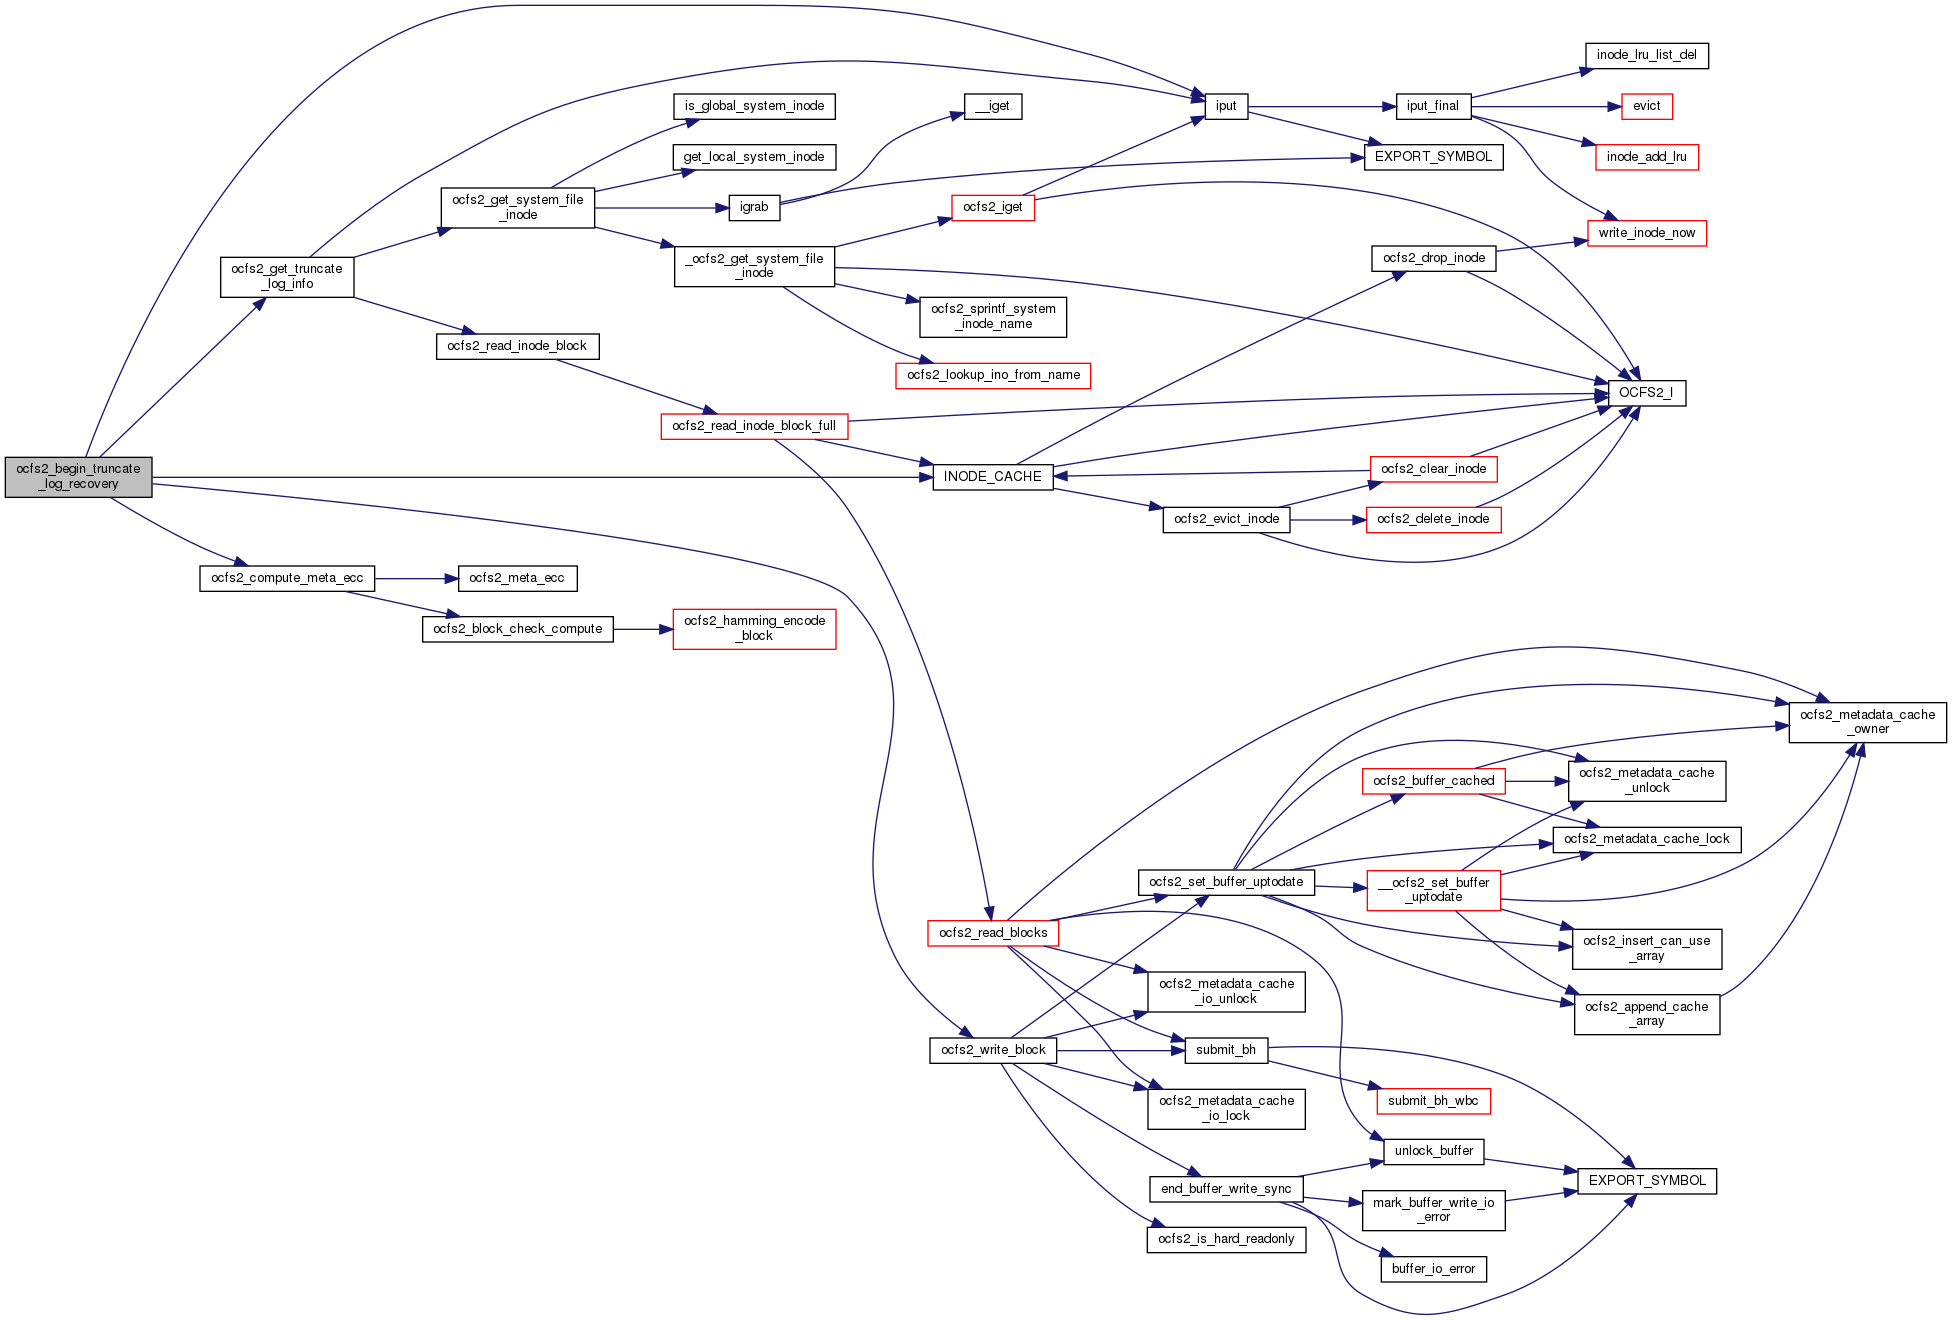 inode_lru_list_del
is_global_system_inode
__iget
iput
iput_final
evict
get_local_system_inode
EXPORT_SYMBOL
inode_add_lru
ocfs2_get_system_file
_inode
igrab
ocfs2_iget
write_inode_now
ocfs2_get_truncate
_log_info
_ocfs2_get_system_file
_inode
ocfs2_drop_inode
ocfs2_sprintf_system
_inode_name
ocfs2_read_inode_block
ocfs2_lookup_ino_from_name
OCFS2_I
ocfs2_read_inode_block_full
ocfs2_begin_truncate
_log_recovery
INODE_CACHE
ocfs2_clear_inode
ocfs2_evict_inode
ocfs2_delete_inode
ocfs2_compute_meta_ecc
ocfs2_meta_ecc
ocfs2_block_check_compute
ocfs2_hamming_encode
_block
ocfs2_metadata_cache
_owner
ocfs2_buffer_cached
ocfs2_metadata_cache
_unlock
ocfs2_metadata_cache_lock
ocfs2_set_buffer_uptodate
__ocfs2_set_buffer
_uptodate
ocfs2_read_blocks
ocfs2_insert_can_use
_array
ocfs2_metadata_cache
_io_unlock
ocfs2_append_cache
_array
ocfs2_write_block
submit_bh
ocfs2_metadata_cache
_io_lock
submit_bh_wbc
unlock_buffer
EXPORT_SYMBOL
end_buffer_write_sync
mark_buffer_write_io
_error
ocfs2_is_hard_readonly
buffer_io_error